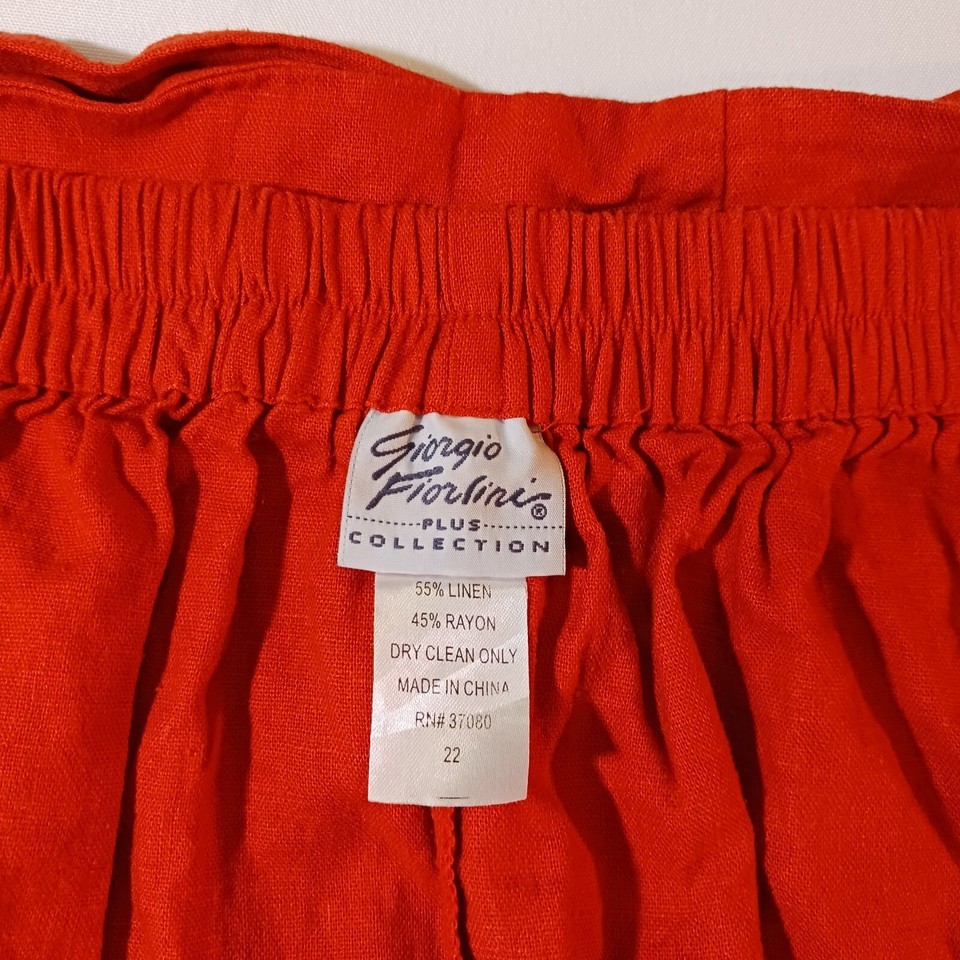 Giorgio
Fiorlini ®
PLUS
COLLECTION
55% LINEN
45% RAYON
DRY CLEAN ONLY
MADE IN CHINA
RN# 37080
22